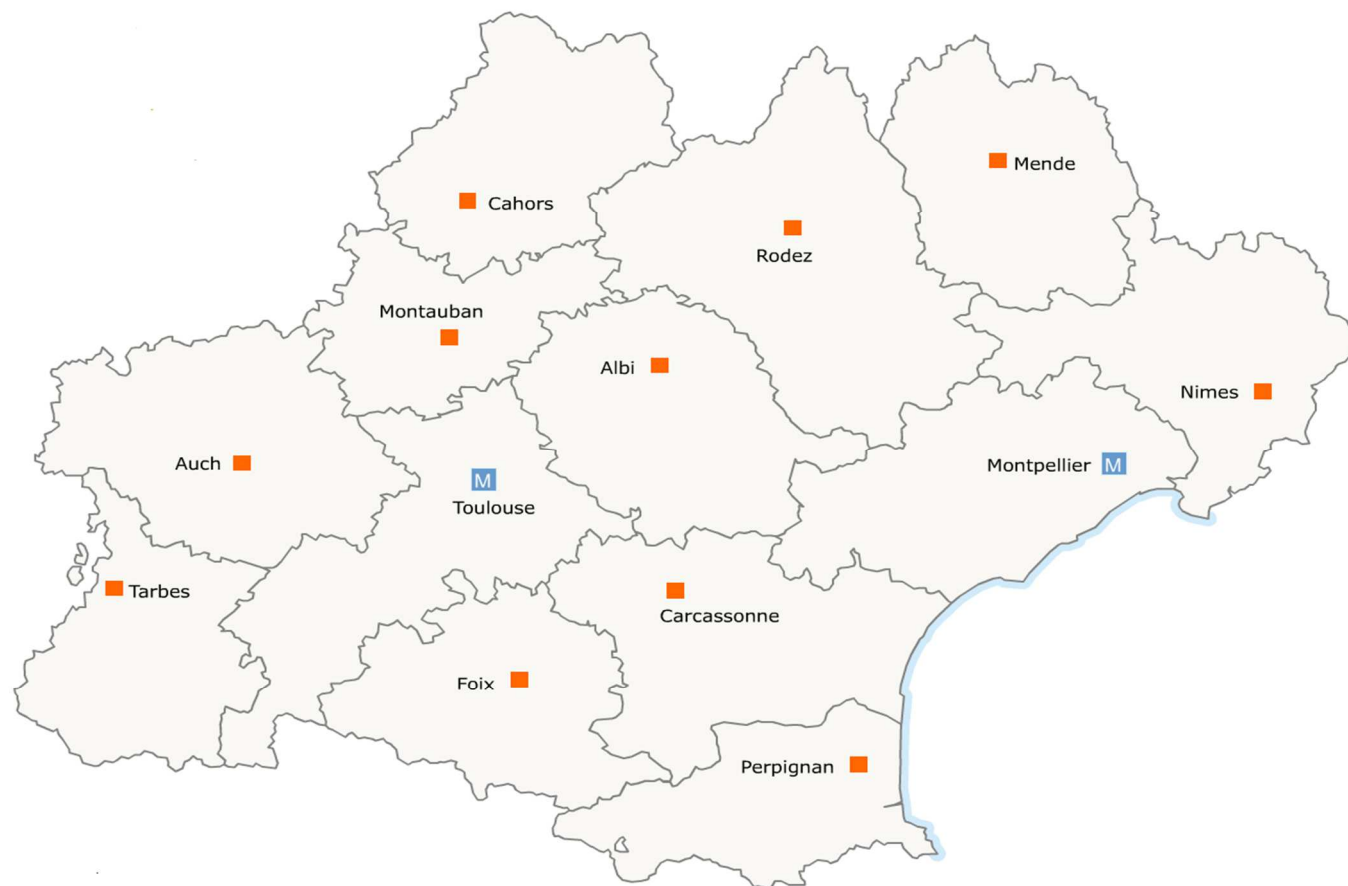 Mende
Cahors
Rodez
Montauban
Albi
Nimes
Auch
M
Montpellier M
Toulouse
Tarbes
Carcassonne
Foix
Perpignan